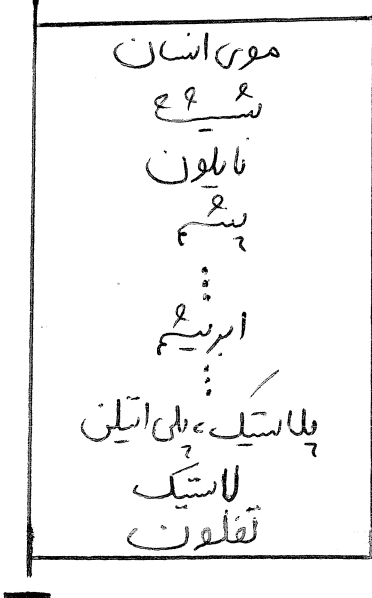 موی انسان
شیشه
نایلون
پشم
⋮
ابریشم
⋮
پلاستیک، پلی اتیلن
لاستیک
تفلون